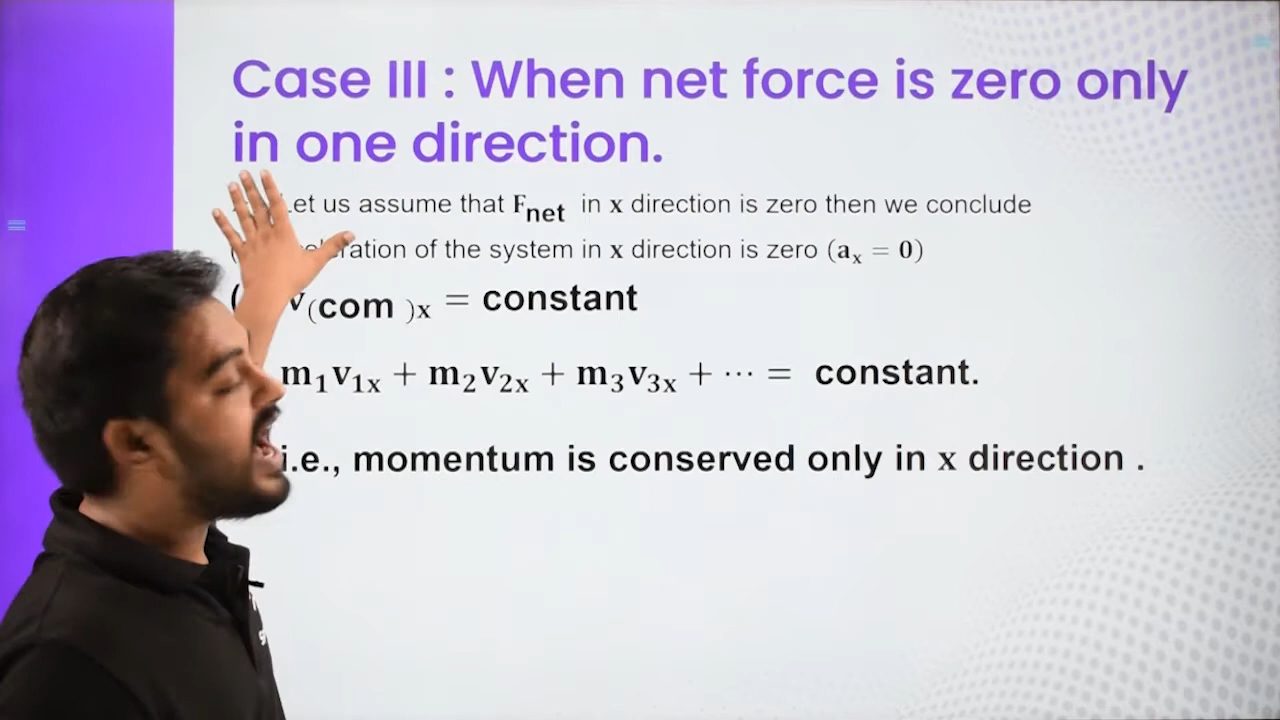 Case III : When net force is zero only
in one direction.
Let us assume that Fnet in x direction is zero then we conclude
of the system in x direction is zero (ax = 0)
v(com )x = constant
m1v1x + m2v2x + m3v3x + ⋯ = constant.
i.e., momentum is conserved only in x direction .